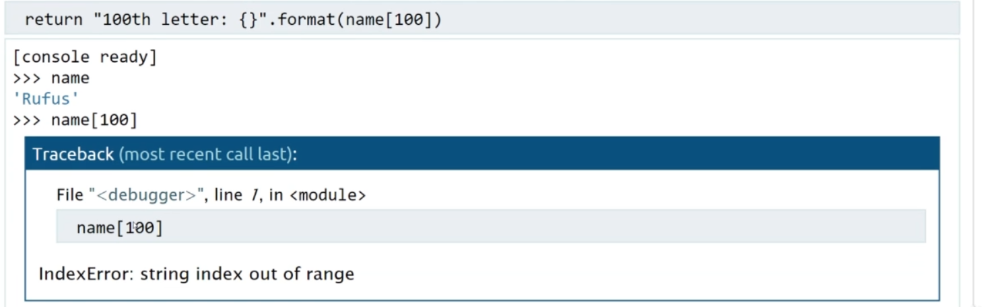 return "100th letter: {}".format(name[100])
[console ready]
>>> name
'Rufus'
>>> name[100]
Traceback (most recent call last):
File "<debugger>", line 1, in <module>
name[100]
IndexError: string index out of range